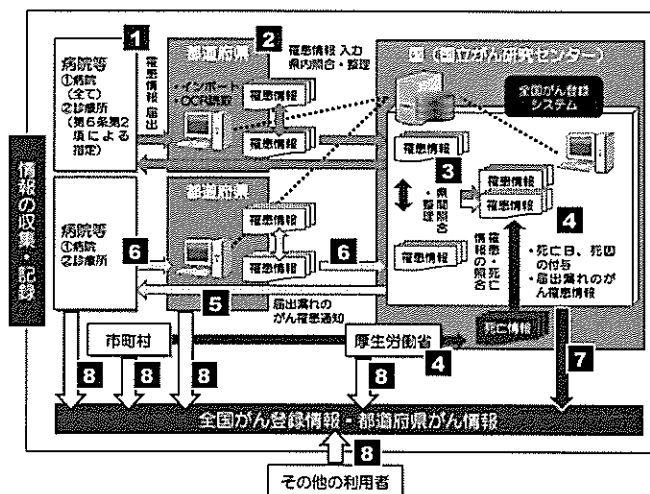 情報の収集・記録
1
病院等
①病院
(全て)
②診療所
(第6条第2
項による
指定)
罹患情報 届出
2
都道府県
・インポート
・OCR読取
罹患情報
罹患情報
罹患情報 入力
県内照合・整理
国(国立がん研究センター)
全国がん登録
システム
罹患情報
3
・県間照合
・整理
罹患情報
罹患情報
罹患情報
4
・死亡日、死因
の付与
・届出漏れのが
ん罹患情報
罹患・死亡
情報の照合
病院等
①病院
②診療所
6
都道府県
罹患情報
罹患情報
6
5
届出漏れの
がん罹患通知
市町村
厚生労働省
4
死亡情報
7
8
8
8
8
全国がん登録情報・都道府県がん情報
8
その他の利用者